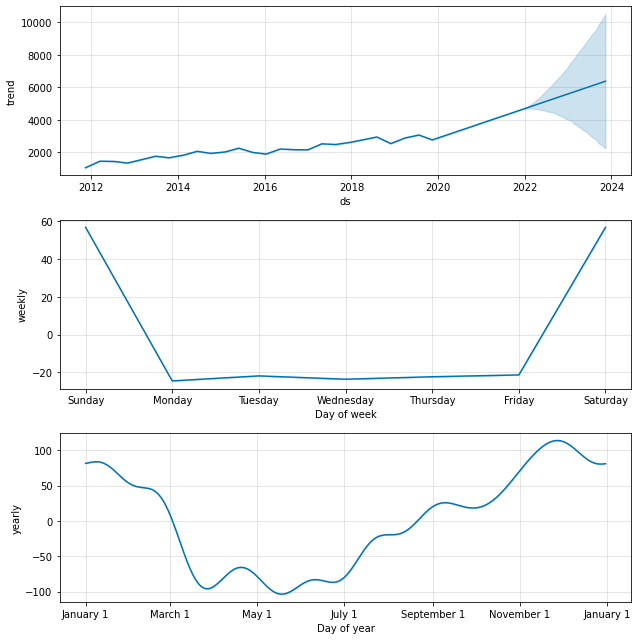 10000
8000
6000
4000
2000
trend
2012 2014 2016 2018 2020 2022 2024
ds
60
40
20
0
−20
weekly
Sunday Monday Tuesday Wednesday Thursday Friday Saturday
Day of week
100
50
0
−50
−100
yearly
January 1 March 1 May 1 July 1 September 1 November 1 January 1
Day of year